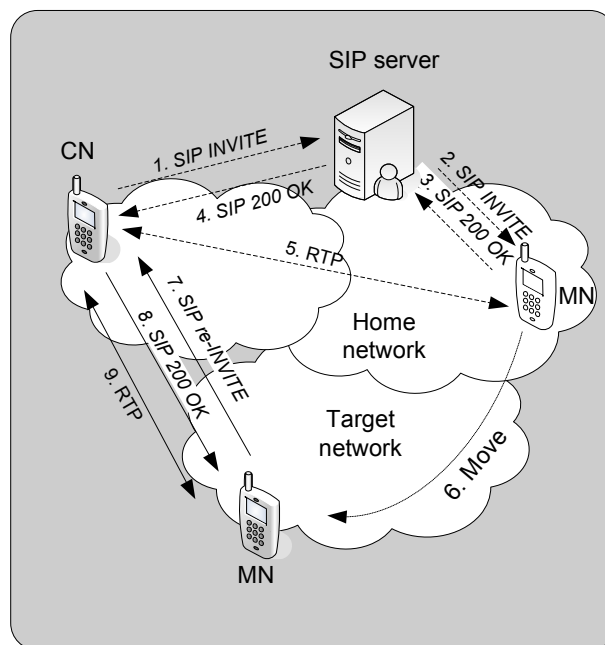 SIP server
CN
1. SIP INVITE
2. SIP INVITE
3. SIP 200 OK
4. SIP 200 OK
5. RTP
MN
Home
network
7. SIP re-INVITE
8. SIP 200 OK
9. RTP
Target
network
6. Move
MN